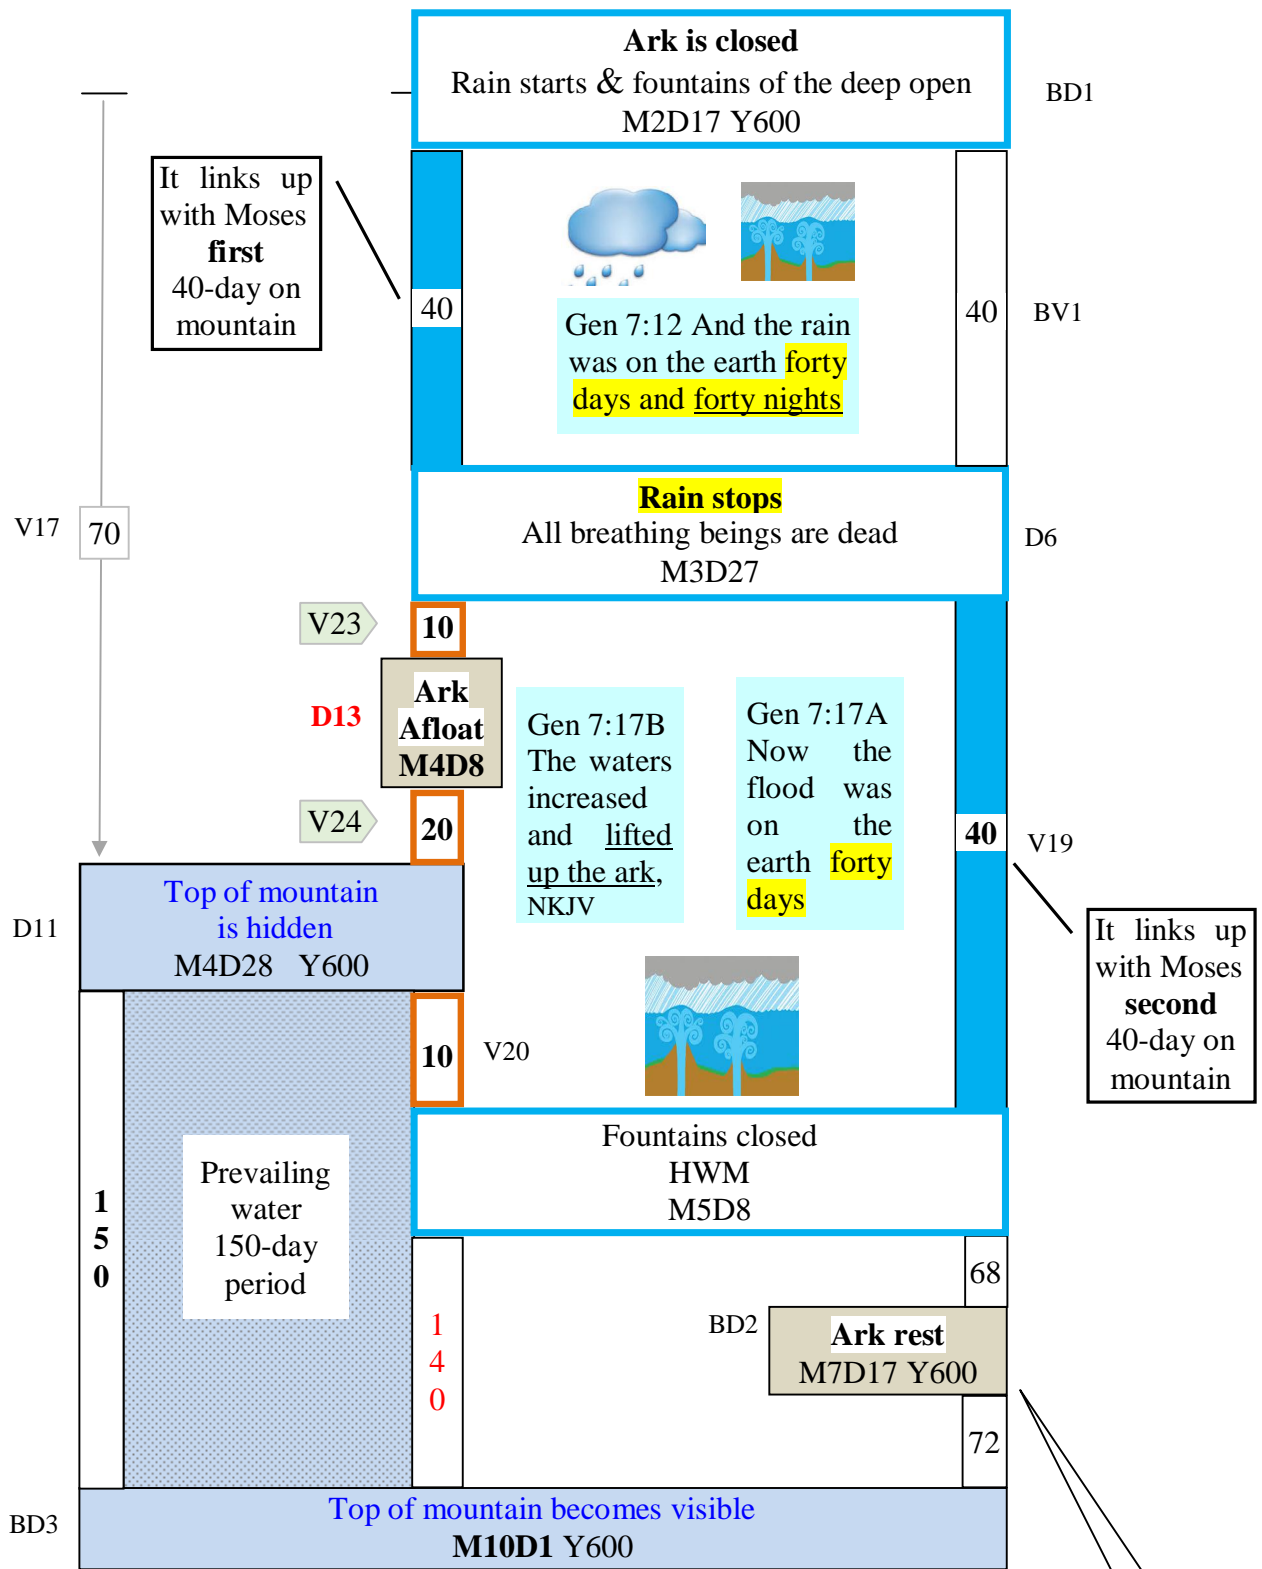 Ark is closed
Rain starts & fountains of the deep open
M2D17 Y600
BD1
It links up
with Moses
first
40-day on
mountain
40
40
BV1
Gen 7:12 And the rain
was on the earth forty
days and forty nights
Rain stops
All breathing beings are dead
M3D27
D6
V17
70
V23
10
D13
Ark
Afloat
M4D8
V24
20
Gen 7:17B
The waters
increased
and lifted
up the ark,
NKJV
Gen 7:17A
Now the
flood was
on the
earth forty
days
40
V19
It links up
with Moses
second
40-day on
mountain
D11
Top of mountain
is hidden
M4D28 Y600
10
V20
Fountains closed
HWM
M5D8
1
5
0
Prevailing
water
150-day
period
1
4
0
68
BD2
Ark rest
M7D17 Y600
72
BD3
Top of mountain becomes visible
M10D1 Y600